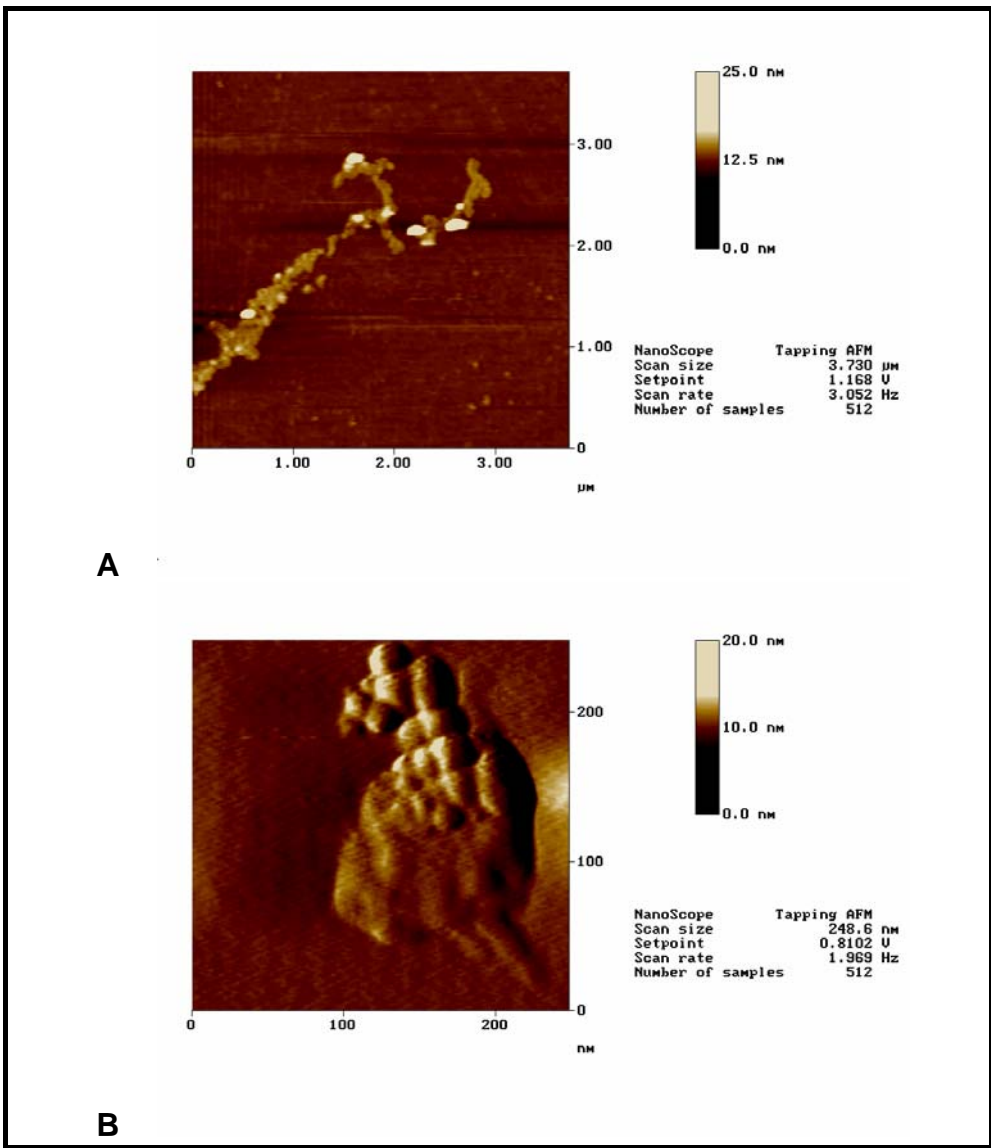 25.0 nM
12.5 nM
0.0 nM
3.00
2.00
1.00
0
0 1.00 2.00 3.00
µM
NanoScope Tapping AFM
Scan size 3.730 µM
Setpoint 1.168 V
Scan rate 3.052 Hz
Number of samples 512
A
20.0 nM
10.0 nM
0.0 nM
200
100
0
0 100 200
nM
NanoScope Tapping AFM
Scan size 248.6 nM
Setpoint 0.8102 V
Scan rate 1.969 Hz
Number of samples 512
B